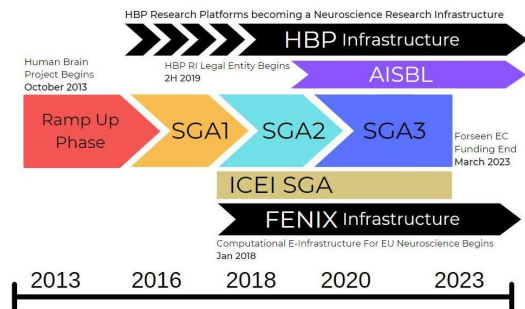 HBP Research Platforms becoming a Neuroscience Research Infrastructure
HBP Infrastructure
Human Brain
Project Begins
October 2013
HBP RI Legal Entity Begins
2H 2019
AISBL
Ramp Up
Phase
SGA1
SGA2
SGA3
Forseen EC
Funding End
March 2023
ICEI SGA
FENIX Infrastructure
Computational E-Infrastructure For EU Neuroscience Begins
Jan 2018
2013 2016 2018 2020 2023